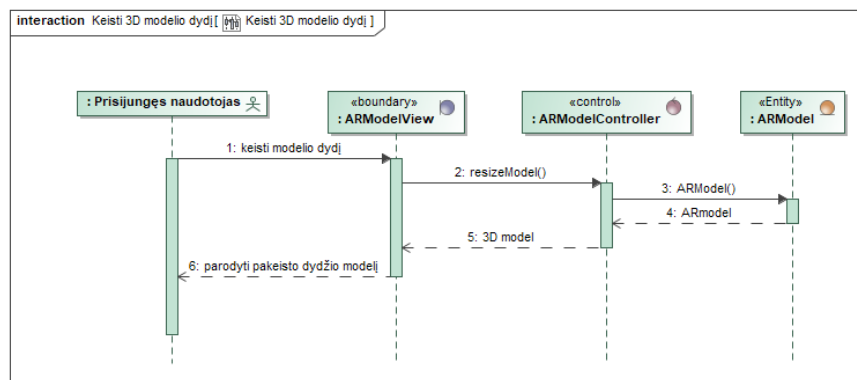 interaction Keisti 3D modelio dydį[ Keisti 3D modelio dydį ]
: Prisijungęs naudotojas
«boundary»
: ARModelView
«control»
: ARModelController
«Entity»
: ARModel
1: keisti modelio dydį
2: resizeModel()
3: ARModel()
4: ARmodel
5: 3D model
6: parodyti pakeisto dydžio modelį